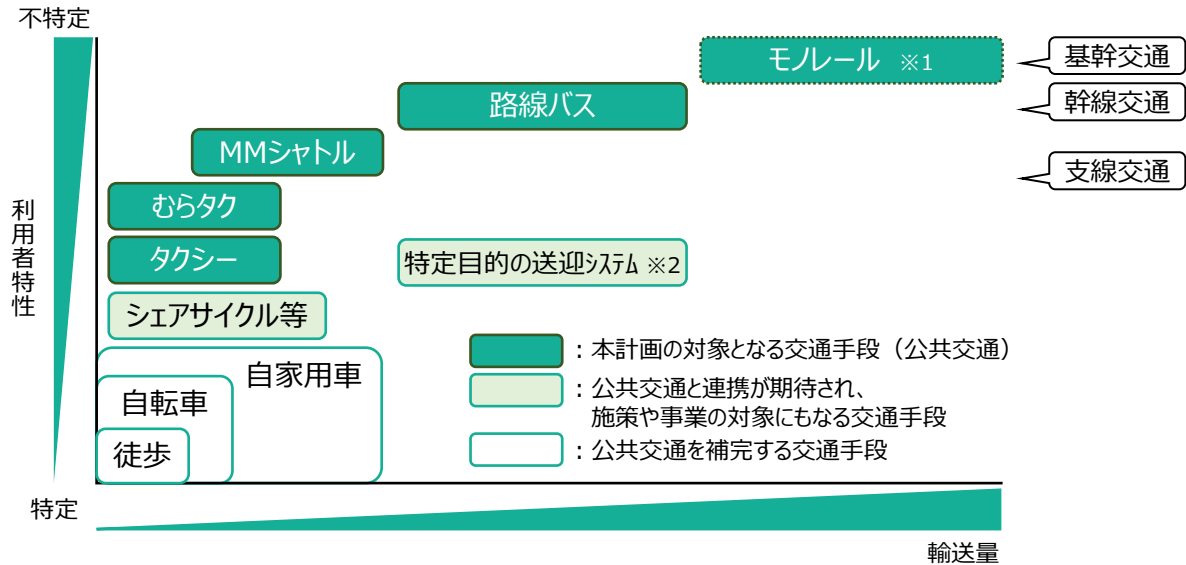 不特定
モノレール ※1
基幹交通
路線バス
幹線交通
MMシャトル
支線交通
むらタク
利用者特性
タクシー
特定目的の送迎ｼｽﾃﾑ ※2
シェアサイクル等
：本計画の対象となる交通手段（公共交通）
自家用車
：公共交通と連携が期待され、
施策や事業の対象にもなる交通手段
自転車
：公共交通を補完する交通手段
徒歩
特定
輸送量